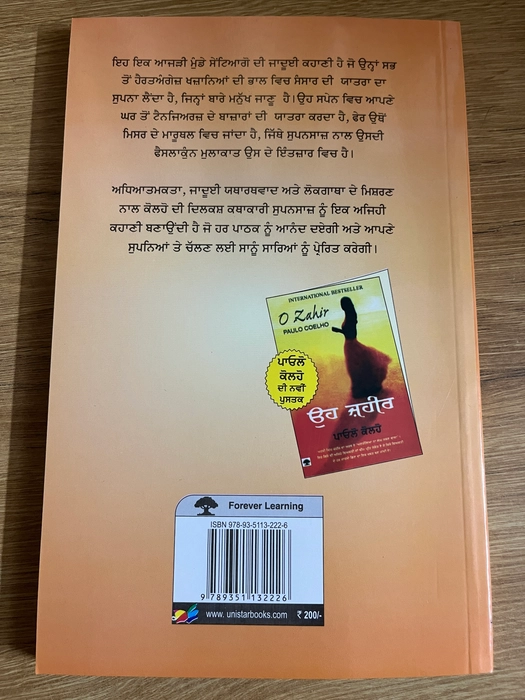 ਇਹ ਇਕ ਆਜੜੀ ਮੁੰਡੇ ਸੇਂਟਿਆਗੋ ਦੀ ਜਾਦੂਈ ਕਹਾਣੀ ਹੈ ਜੋ ਉਨ੍ਹਾਂ ਸਭ
ਤੋਂ ਹੈਰਤਅੰਗੇਜ਼ ਖਜ਼ਾਨਿਆਂ ਦੀ ਭਾਲ ਵਿਚ ਸੰਸਾਰ ਦੀ ਯਾਤਰਾ ਦਾ
ਸੁਪਨਾ ਲੈਂਦਾ ਹੈ, ਜਿਨ੍ਹਾਂ ਬਾਰੇ ਮਨੁੱਖ ਜਾਣੂ ਹੈ। ਉਹ ਸਪੇਨ ਵਿਚ ਆਪਣੇ
ਘਰ ਤੋਂ ਟੈਨਜਿਅਰਜ਼ ਦੇ ਬਾਜ਼ਾਰਾਂ ਦੀ ਯਾਤਰਾ ਕਰਦਾ ਹੈ, ਫੇਰ ਉਥੋਂ
ਮਿਸਰ ਦੇ ਮਾਰੂਥਲ ਵਿਚ ਜਾਂਦਾ ਹੈ, ਜਿੱਥੇ ਸੁਪਨਸਾਜ਼ ਨਾਲ ਉਸਦੀ
ਫੈਸਲਾਕੁੰਨ ਮੁਲਾਕਾਤ ਉਸ ਦੇ ਇੰਤਜ਼ਾਰ ਵਿਚ ਹੈ।
ਅਧਿਆਤਮਕਤਾ, ਜਾਦੂਈ ਯਥਾਰਥਵਾਦ ਅਤੇ ਲੋਕਗਾਥਾ ਦੇ ਮਿਸ਼ਰਣ
ਨਾਲ ਕੋਲਹੋ ਦੀ ਦਿਲਕਸ਼ ਕਥਾਕਾਰੀ ਸੁਪਨਸਾਜ਼ ਨੂੰ ਇਕ ਅਜਿਹੀ
ਕਹਾਣੀ ਬਣਾਉਂਦੀ ਹੈ ਜੋ ਹਰ ਪਾਠਕ ਨੂੰ ਆਨੰਦ ਦਏਗੀ ਅਤੇ ਆਪਣੇ
ਸੁਪਨਿਆਂ ਤੇ ਚੱਲਣ ਲਈ ਸਾਨੂੰ ਸਾਰਿਆਂ ਨੂੰ ਪ੍ਰੇਰਿਤ ਕਰੇਗੀ।
INTERNATIONAL BESTSELLER
O Zahir
PAULO COELHO
ਪਾਓਲੋ
ਕੋਲਹੋ
ਦੀ ਨਵੀਂ
ਪੁਸਤਕ
ਉਹ ਜ਼ਹੀਰ
ਪਾਓਲੋ ਕੋਲਹੋ
Forever Learning
ISBN 978-93-5113-222-6
9 789351 132226
www. unistarbooks.com ₹ 200/-